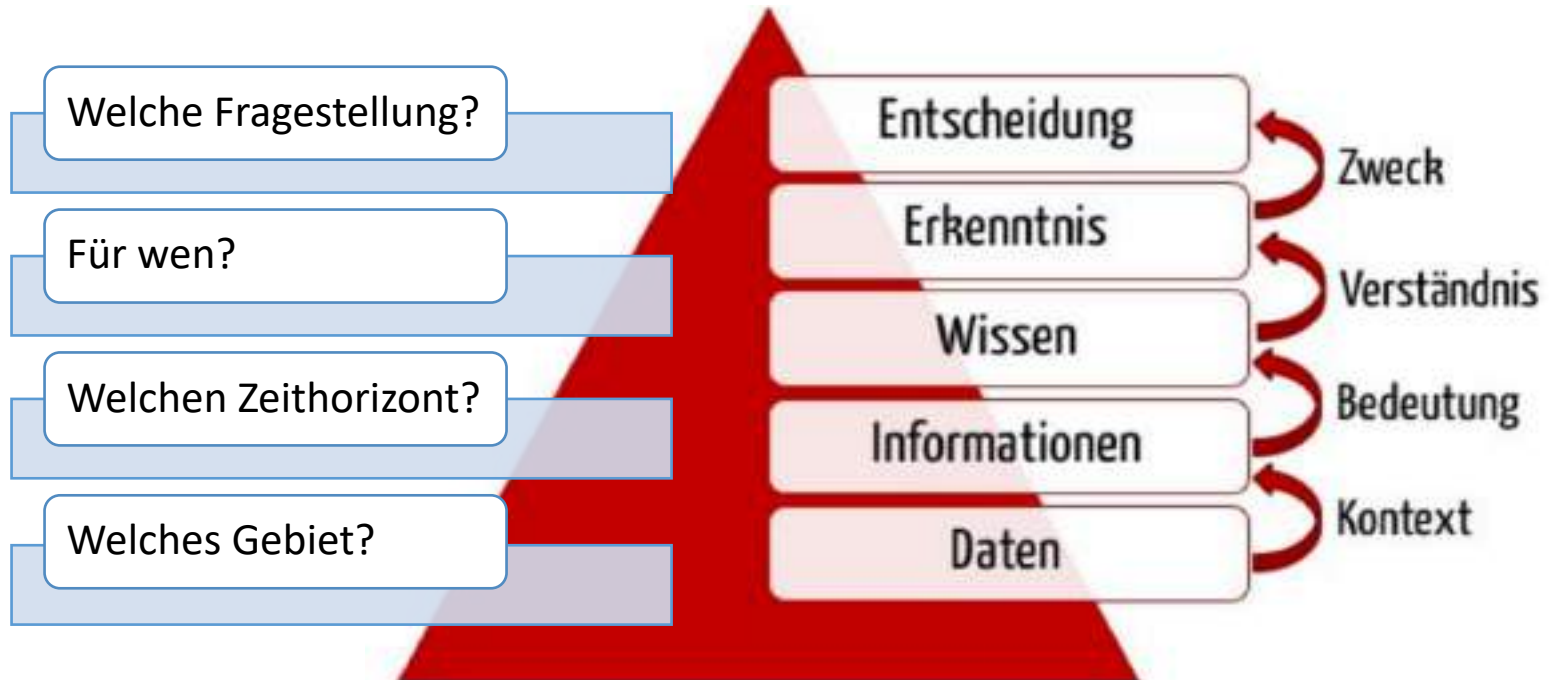 Welche Fragestellung?
Für wen?
Welchen Zeithorizont?
Welches Gebiet?
Entscheidung
Erkenntnis
Wissen
Informationen
Daten
Zweck
Verständnis
Bedeutung
Kontext